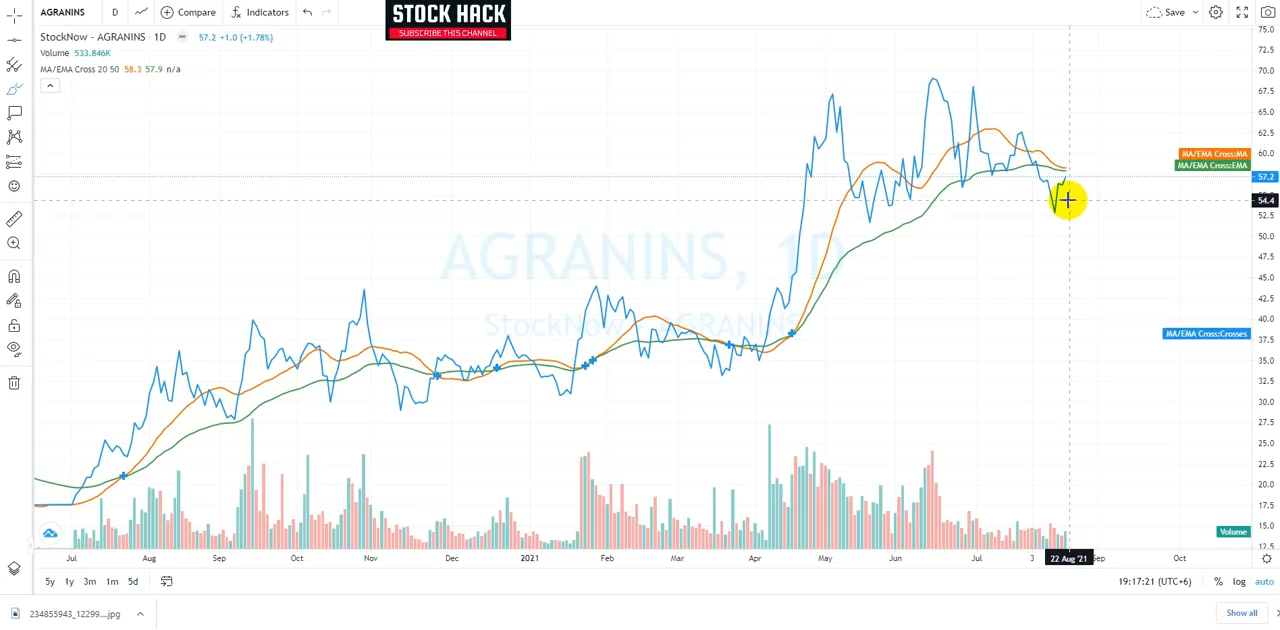 AGRANINS D Compare Indicators Save
STOCK HACK
SUBSCRIBE THIS CHANNEL
StockNow - AGRANINS · 1D 57.2 +1.0 (+1.78%)
Volume 533.846K
MA/EMA Cross 20 50 58.3 57.9 n/a
75.0
72.5
70.0
67.5
65.0
62.5
60.0
MA/EMA Cross:MA
MA/EMA Cross:EMA
57.2
54.4
52.5
50.0
47.5
45.0
42.5
40.0
37.5
35.0
32.5
30.0
27.5
25.0
22.5
20.0
17.5
15.0
12.5
AGRANINS, 1D
StockNow - AGRANINS
MA/EMA Cross:Crosses
Volume
Jul Aug Sep Oct Nov Dec 2021 Feb Mar Apr May Jun Jul 3 22 Aug '21 Sep Oct
5y 1y 3m 1m 5d 19:17:21 (UTC+6) % log auto
234855943_12299....jpg Show all